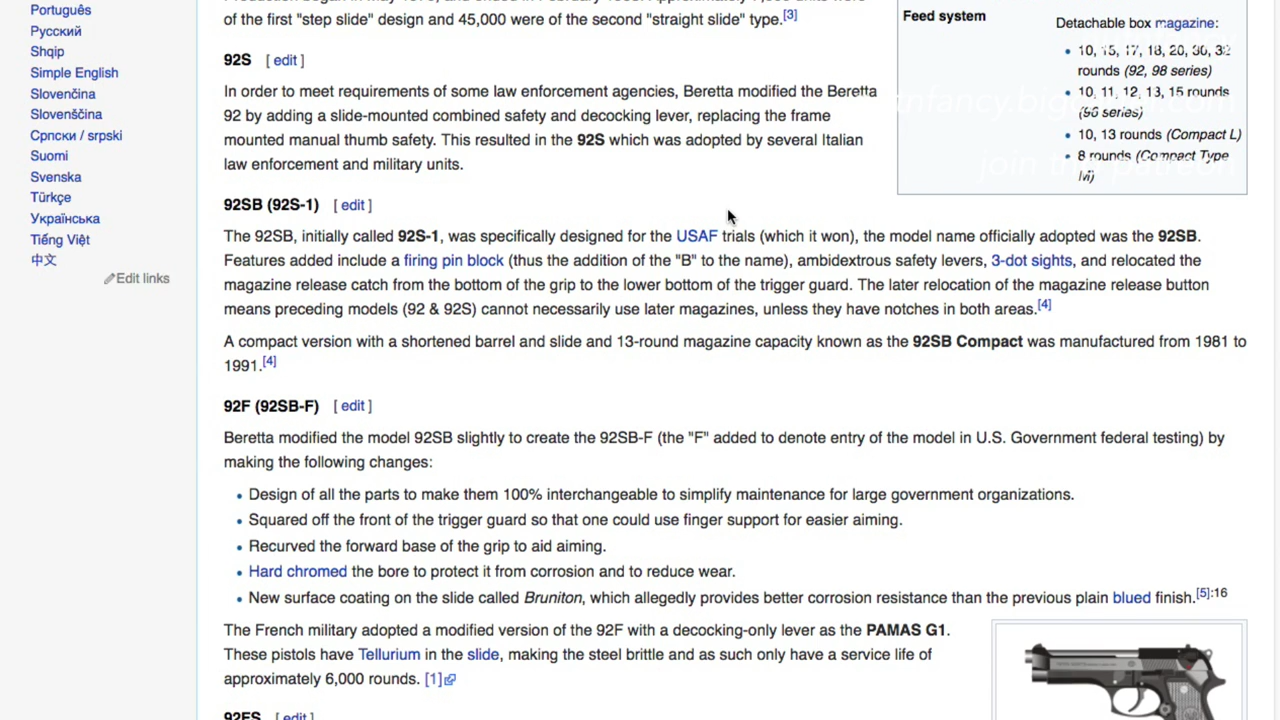 Português
Русский
Shqip
Simple English
Slovenčina
Slovenščina
Српски / srpski
Suomi
Svenska
Türkçe
Українська
Tiếng Việt
中文
Edit links
of the first "step slide" design and 45,000 were of the second "straight slide" type.[3]
92S [ edit ]
In order to meet requirements of some law enforcement agencies, Beretta modified the Beretta
92 by adding a slide-mounted combined safety and decocking lever, replacing the frame
mounted manual thumb safety. This resulted in the 92S which was adopted by several Italian
law enforcement and military units.
Feed system
Detachable box magazine:
• 10, 15, 17, 18, 20, 30, 32
rounds (92, 98 series)
• 10, 11, 12, 13, 15 rounds
(96 series)
• 10, 13 rounds (Compact L)
• 8 rounds (Compact Type
M)
join the patreon
92SB (92S-1) [ edit ]
The 92SB, initially called 92S-1, was specifically designed for the USAF trials (which it won), the model name officially adopted was the 92SB.
Features added include a firing pin block (thus the addition of the "B" to the name), ambidextrous safety levers, 3-dot sights, and relocated the
magazine release catch from the bottom of the grip to the lower bottom of the trigger guard. The later relocation of the magazine release button
means preceding models (92 & 92S) cannot necessarily use later magazines, unless they have notches in both areas.[4]
A compact version with a shortened barrel and slide and 13-round magazine capacity known as the 92SB Compact was manufactured from 1981 to
1991.[4]
92F (92SB-F) [ edit ]
Beretta modified the model 92SB slightly to create the 92SB-F (the "F" added to denote entry of the model in U.S. Government federal testing) by
making the following changes:
• Design of all the parts to make them 100% interchangeable to simplify maintenance for large government organizations.
• Squared off the front of the trigger guard so that one could use finger support for easier aiming.
• Recurved the forward base of the grip to aid aiming.
• Hard chromed the bore to protect it from corrosion and to reduce wear.
• New surface coating on the slide called Bruniton, which allegedly provides better corrosion resistance than the previous plain blued finish.[5]:16
The French military adopted a modified version of the 92F with a decocking-only lever as the PAMAS G1.
These pistols have Tellurium in the slide, making the steel brittle and as such only have a service life of
approximately 6,000 rounds. [1]
92FS [ edit ]